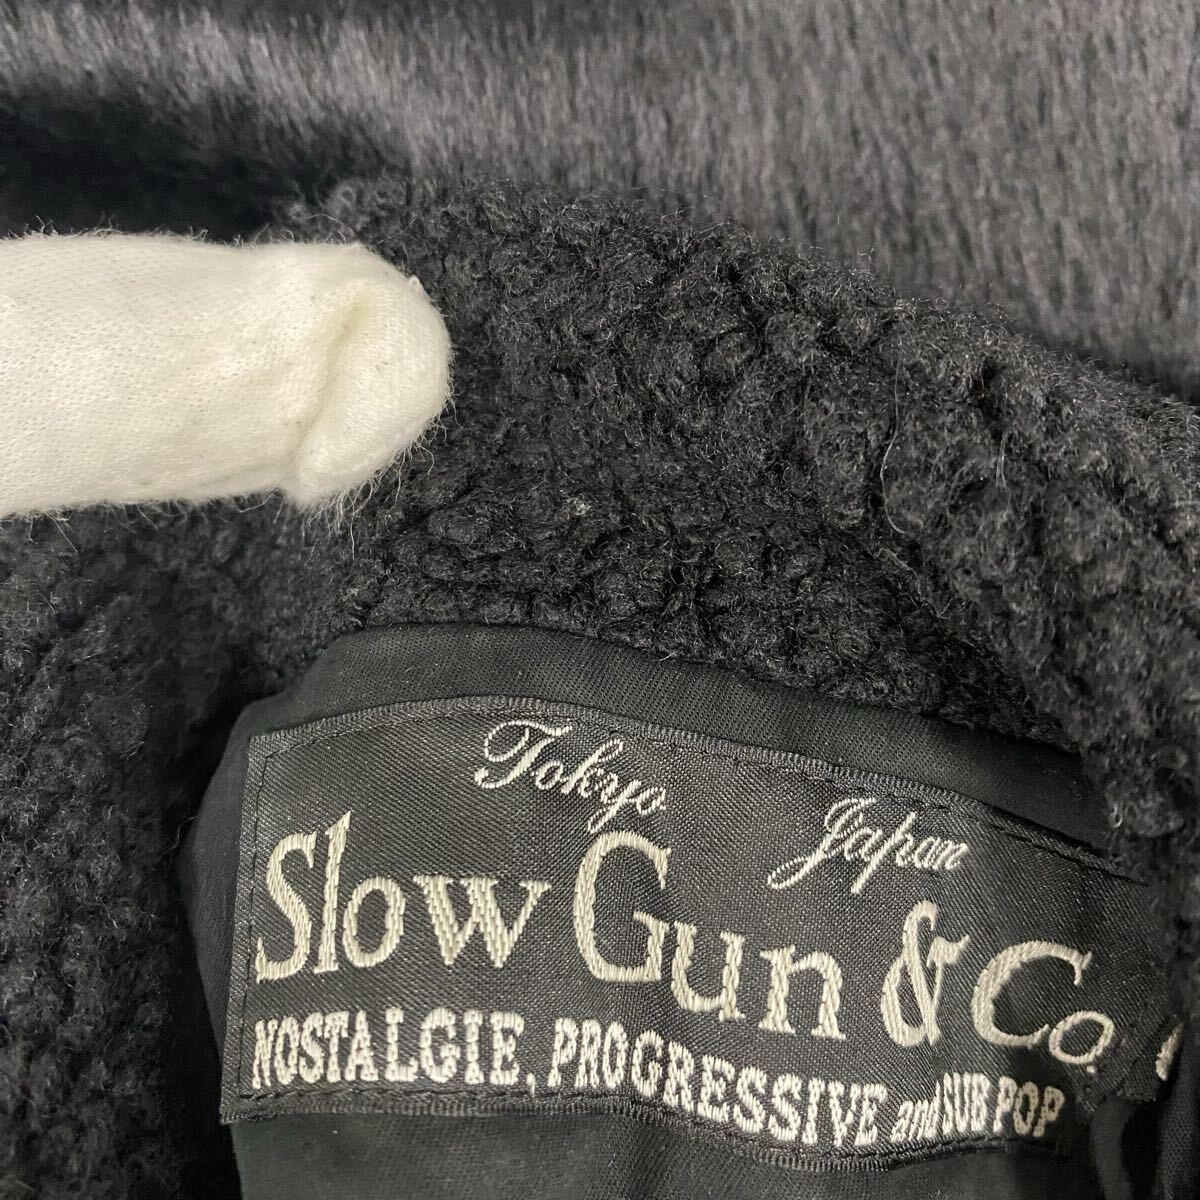 Tokyo
Japan
Slow Gun & Co.
NOSTALGIE, PROGRESSIVE and SUB POP